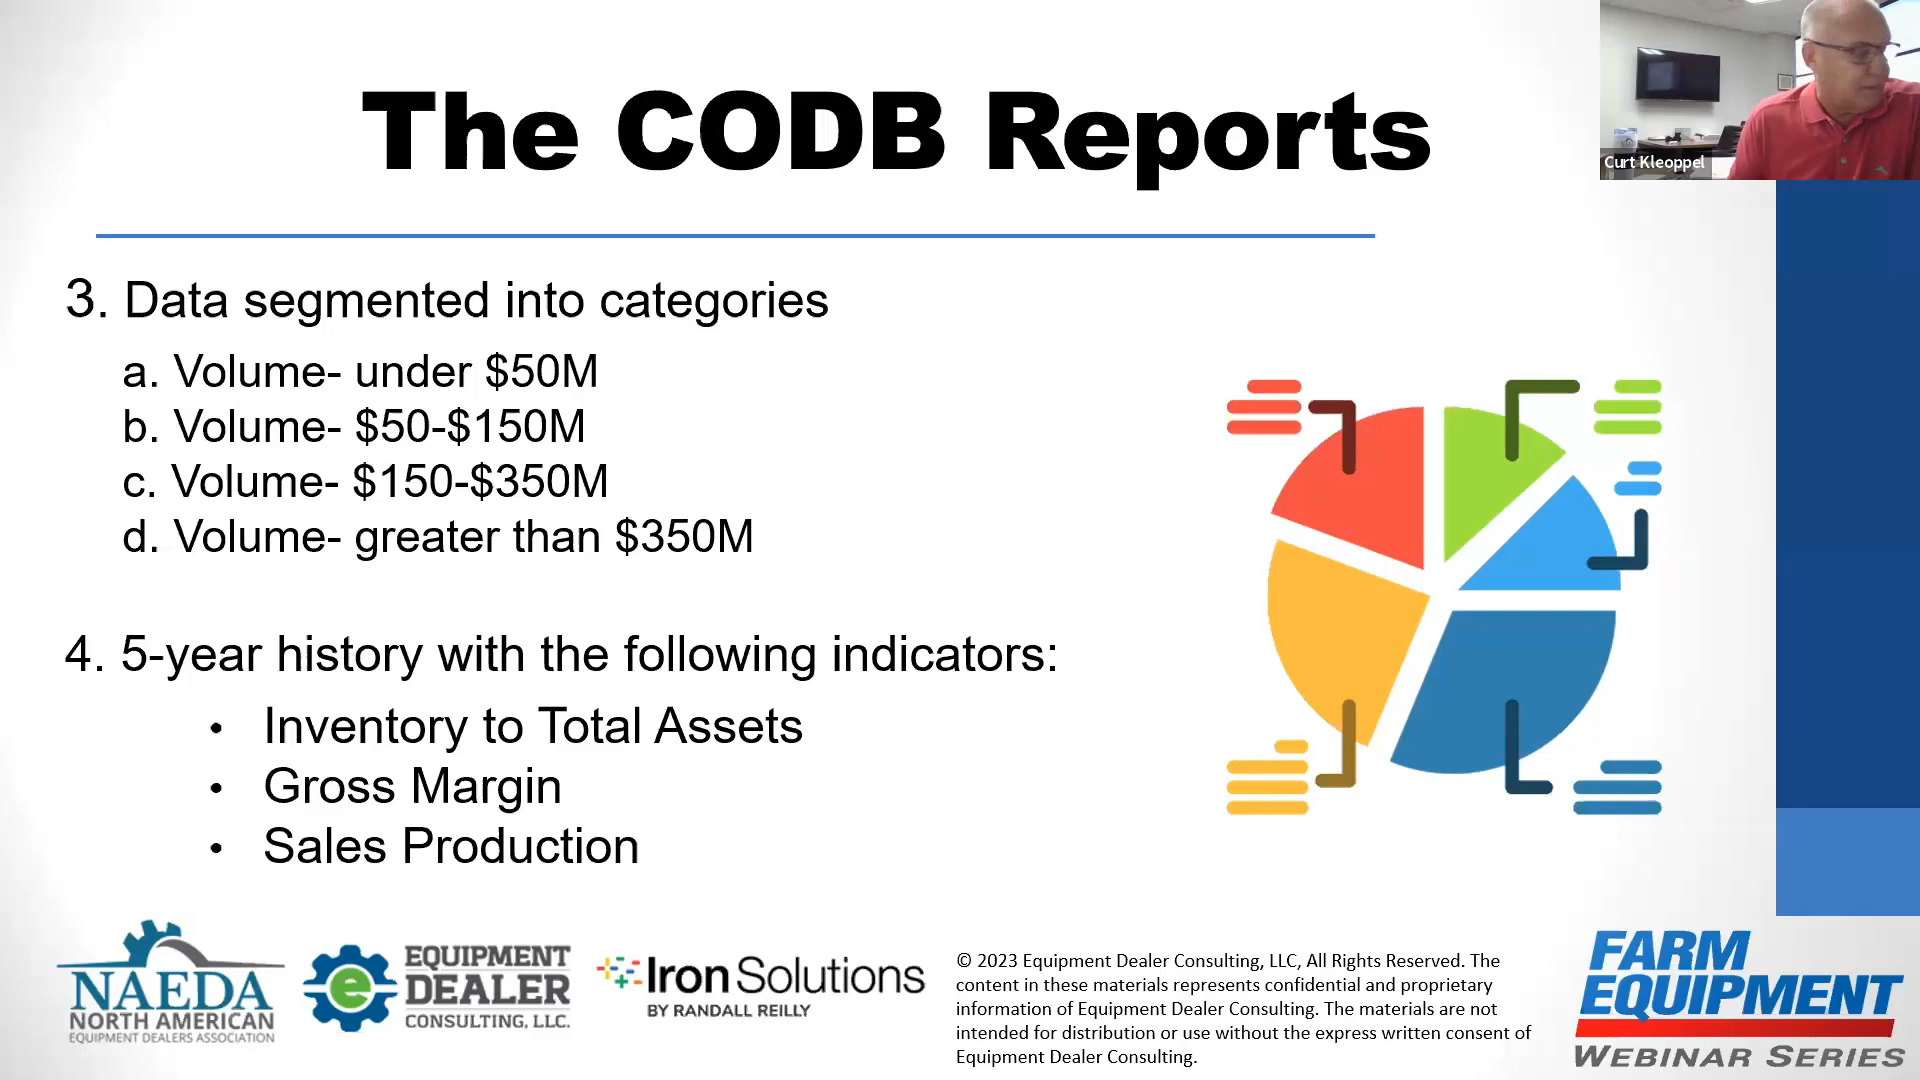 The CODB Reports
Curt Kleoppel
3. Data segmented into categories
a. Volume- under $50M
b. Volume- $50-$150M
c. Volume- $150-$350M
d. Volume- greater than $350M
4. 5-year history with the following indicators:
• Inventory to Total Assets
• Gross Margin
• Sales Production
NAEDA
NORTH AMERICAN
EQUIPMENT DEALERS ASSOCIATION
e
EQUIPMENT
DEALER
CONSULTING, LLC.
IronSolutions
BY RANDALL REILLY
© 2023 Equipment Dealer Consulting, LLC, All Rights Reserved. The
content in these materials represents confidential and proprietary
information of Equipment Dealer Consulting. The materials are not
intended for distribution or use without the express written consent of
Equipment Dealer Consulting.
FARM
EQUIPMENT
WEBINAR SERIES